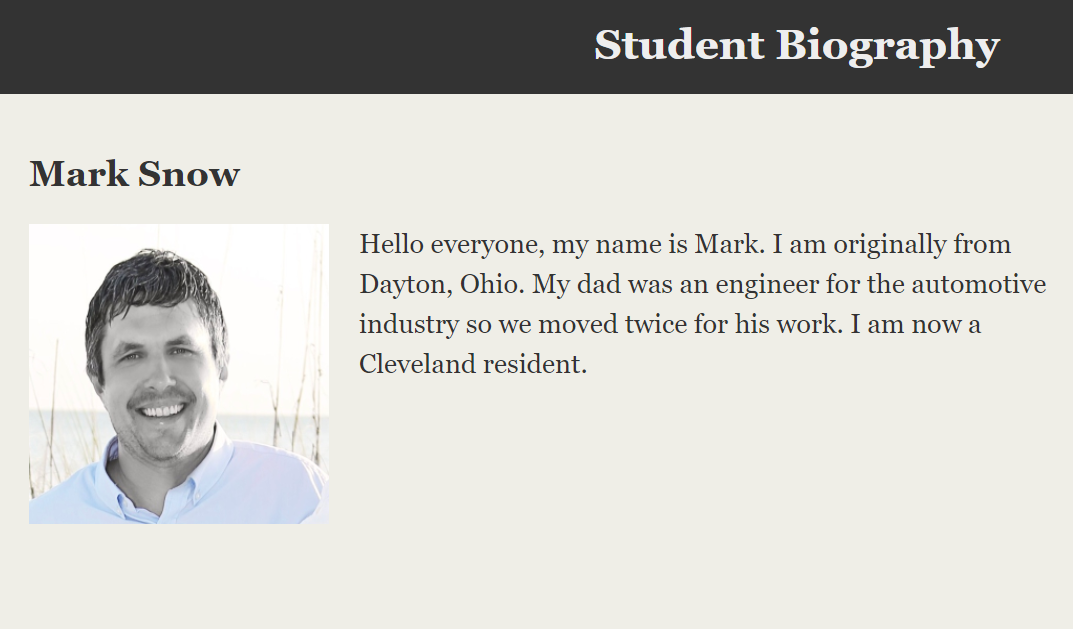 Student Biography
Mark Snow
Hello everyone, my name is Mark. I am originally from
Dayton, Ohio. My dad was an engineer for the automotive
industry so we moved twice for his work. I am now a
Cleveland resident.